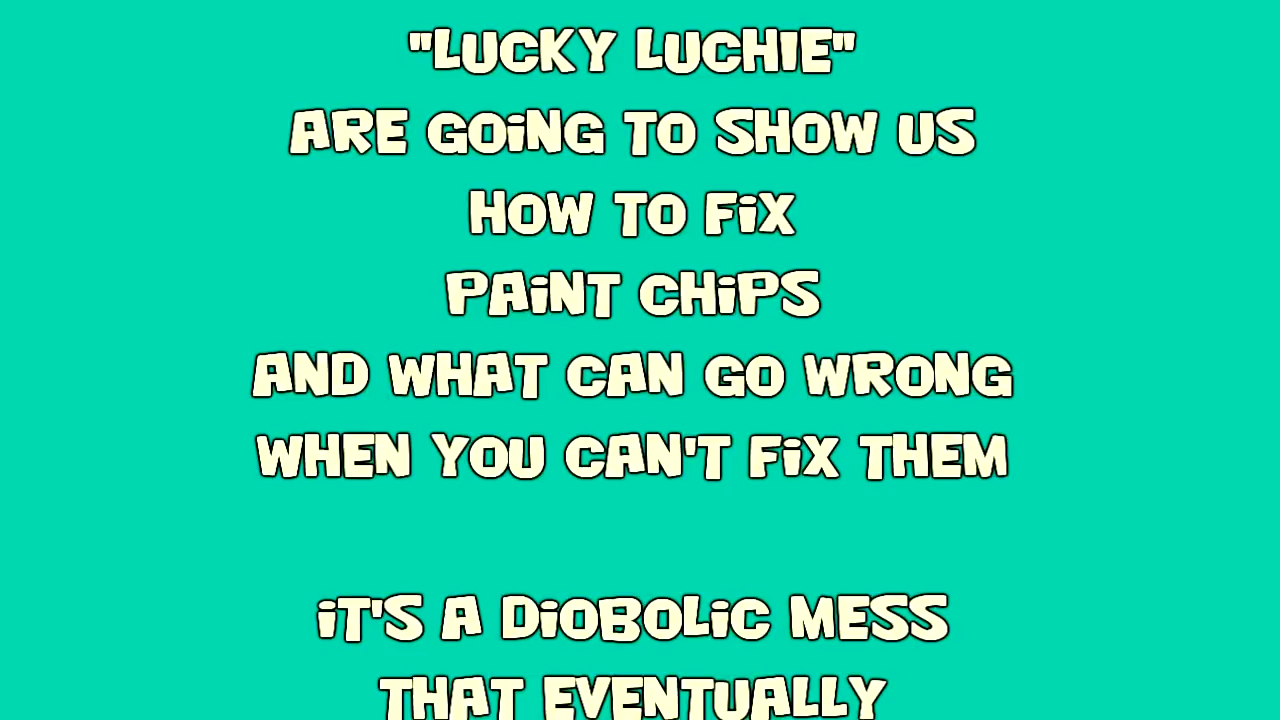 "LUCKY LUCHIE"
ARE GOiNG TO SHOW US
HOW TO FiX
PAiNT CHiPS
AND WHAT CAN GO WRONG
WHEN YOU CAN'T FiX THEM
iT'S A DiOBOLiC MESS
THAT EVENTUALLY